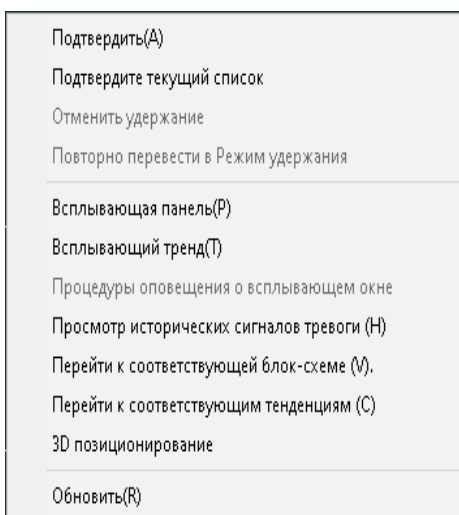 Подтвердить(A)
Подтвердите текущий список
Отменить удержание
Повторно перевести в Режим удержания
Всплывающая панель(P)
Всплывающий тренд(T)
Процедуры оповещения о всплывающем окне
Просмотр исторических сигналов тревоги (H)
Перейти к соответствующей блок-схеме (V).
Перейти к соответствующим тенденциям (C)
3D позиционирование
Обновить(R)